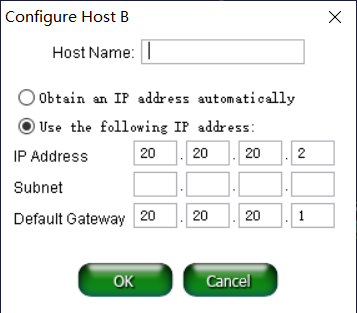 Configure Host B
Host Name:
Obtain an IP address automatically
Use the following IP address:
IP Address 20 . 20 . 20 . 2
Subnet . . .
Default Gateway 20 . 20 . 20 . 1
OK Cancel